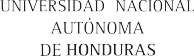 UNIVERSIDAD NACIONAL
AUTÓNOMA
DE HONDURAS